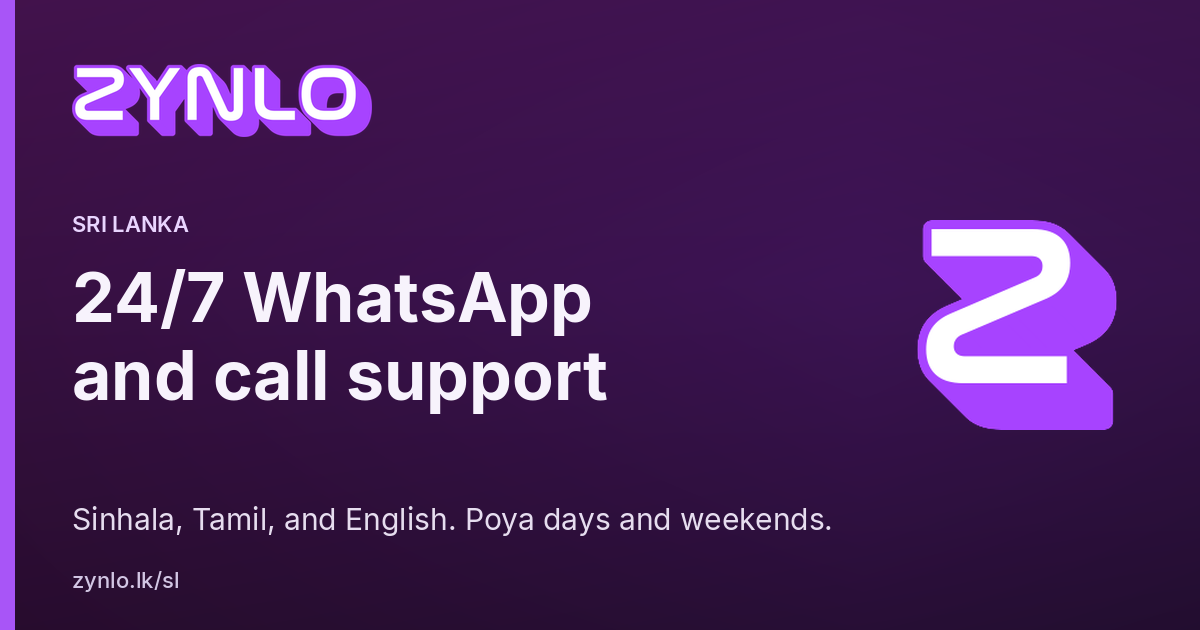 ZYNLO
SRI LANKA
24/7 WhatsApp
and call support
Z
Sinhala, Tamil, and English. Poya days and weekends.
zynlo.lk/sl